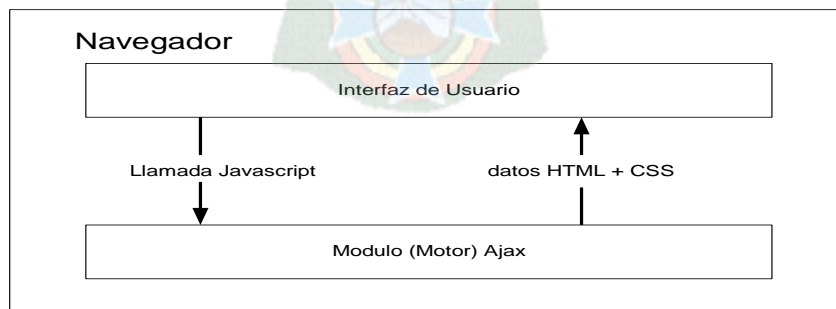 Navegador
Interfaz de Usuario
Llamada Javascript
datos HTML + CSS
Modulo (Motor) Ajax